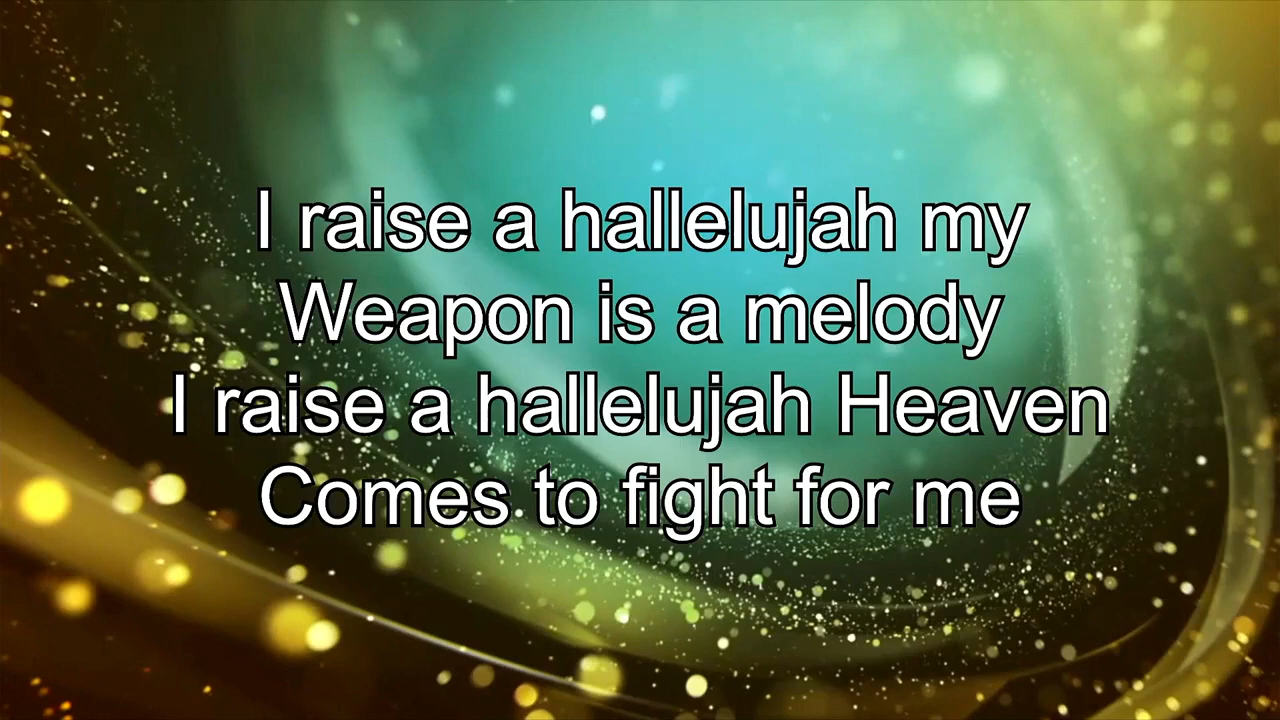 I raise a hallelujah my
Weapon is a melody
I raise a hallelujah Heaven
Comes to fight for me